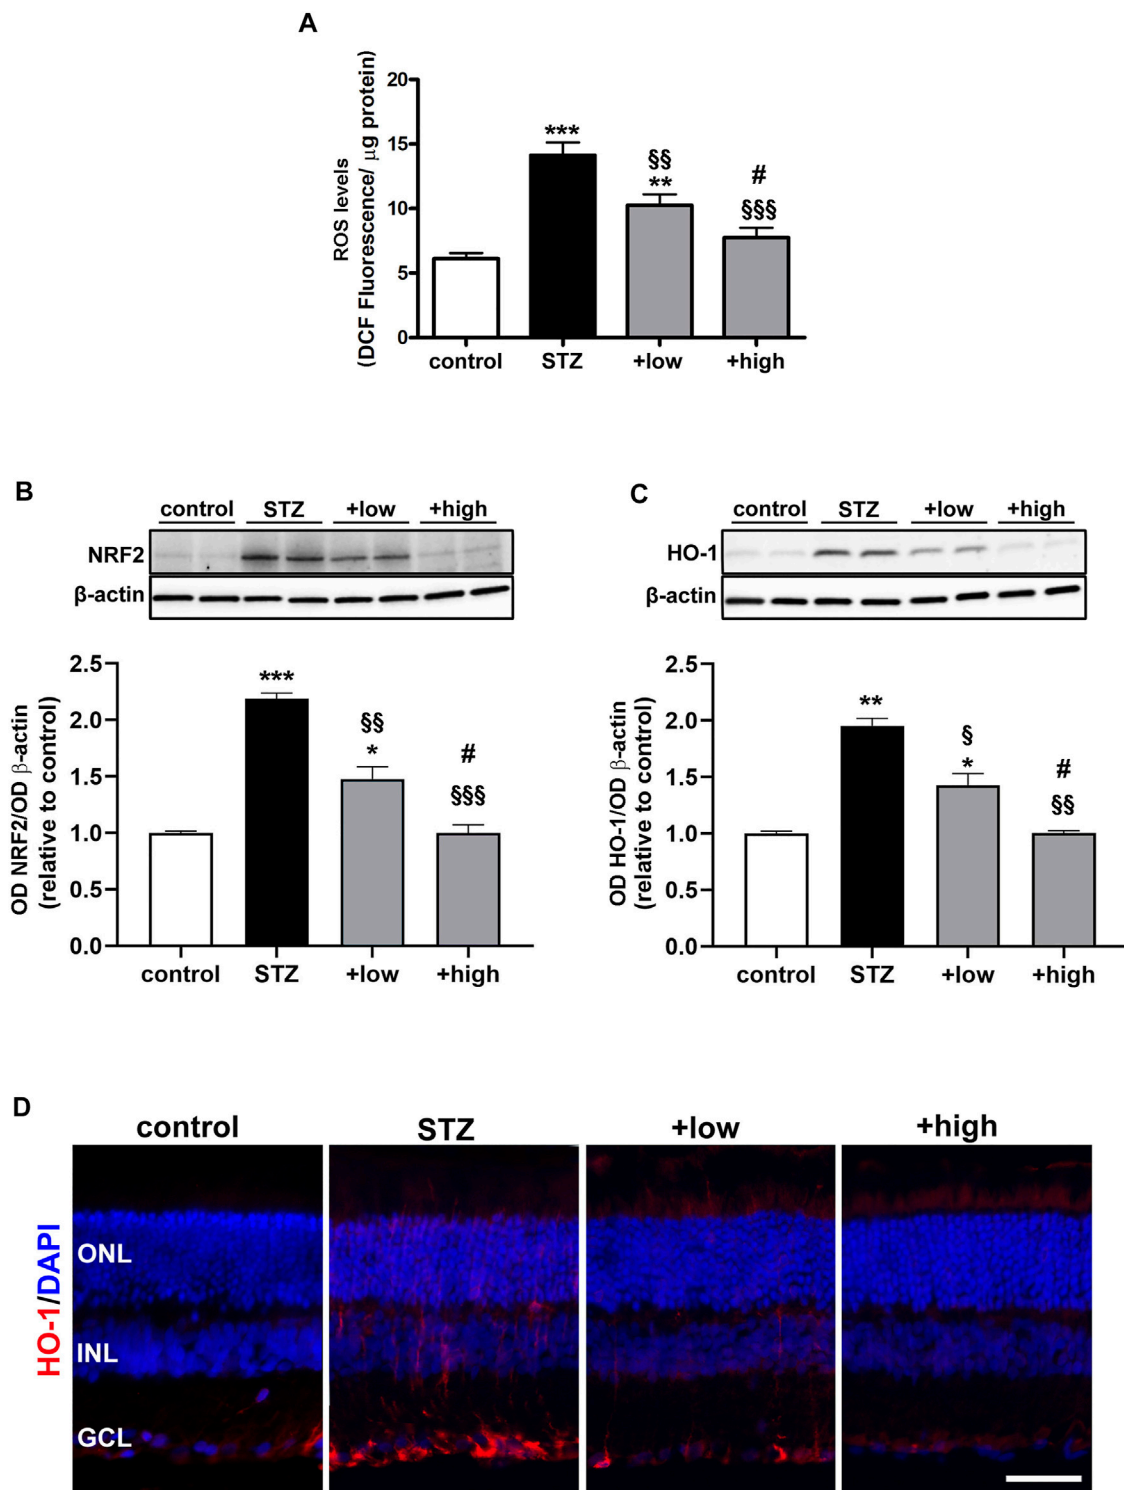 A
ROS levels
(DCF Fluorescence/ μg protein)
20
15
10
5
0
***
§§
**
#
§§§
control STZ +low +high
B
control STZ +low +high
NRF2
β-actin
OD NRF2/OD β-actin
(relative to control)
2.5
2.0
1.5
1.0
0.5
0.0
***
§§
*
#
§§§
control STZ +low +high
C
control STZ +low +high
HO-1
β-actin
OD HO-1/OD β-actin
(relative to control)
2.5
2.0
1.5
1.0
0.5
0.0
**
§
*
#
§§
control STZ +low +high
D
control STZ +low +high
HO-1/DAPI
ONL
INL
GCL